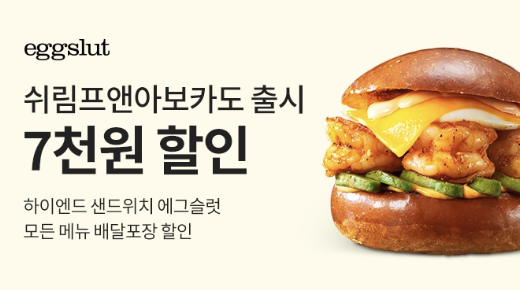 eggslut
쉬림프앤아보카도 출시
7천원 할인
하이엔드 샌드위치 에그슬럿
모든 메뉴 배달포장 할인